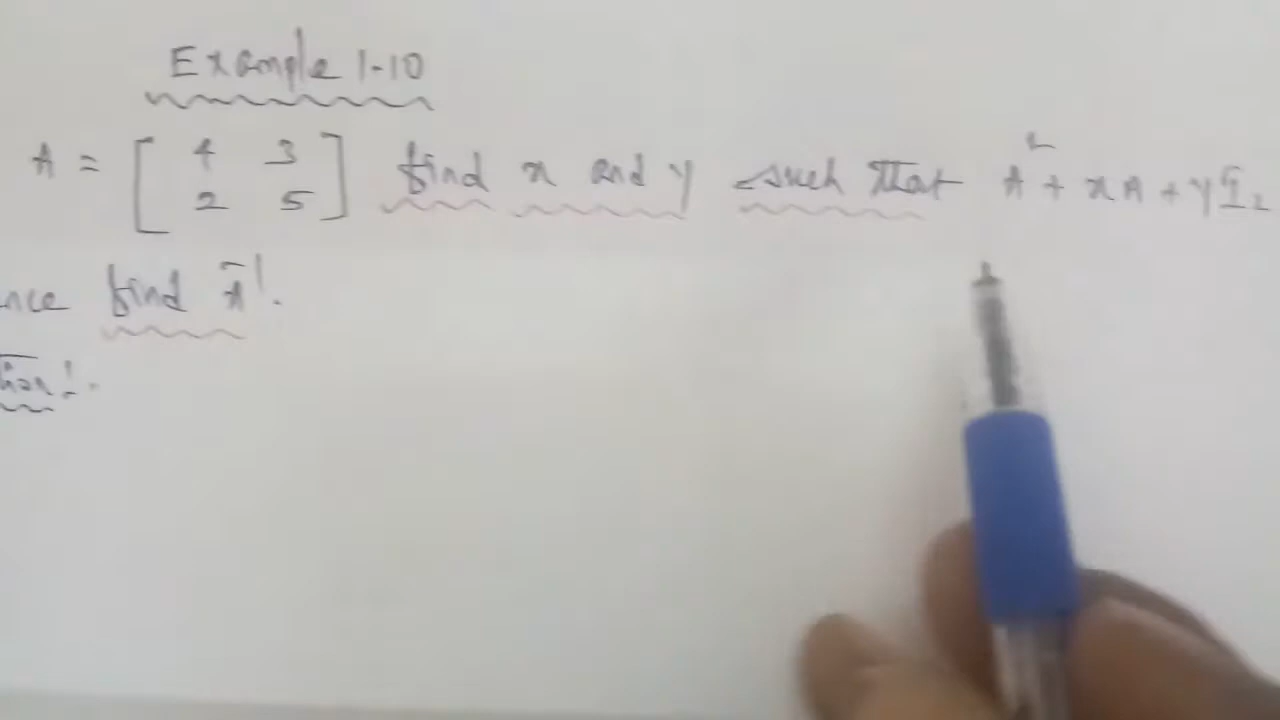 Example 1.10
A = [ 4 3 find x and y such that A² + xA + yI₂
2 5 ]
nce find A⁻¹.
tion:-